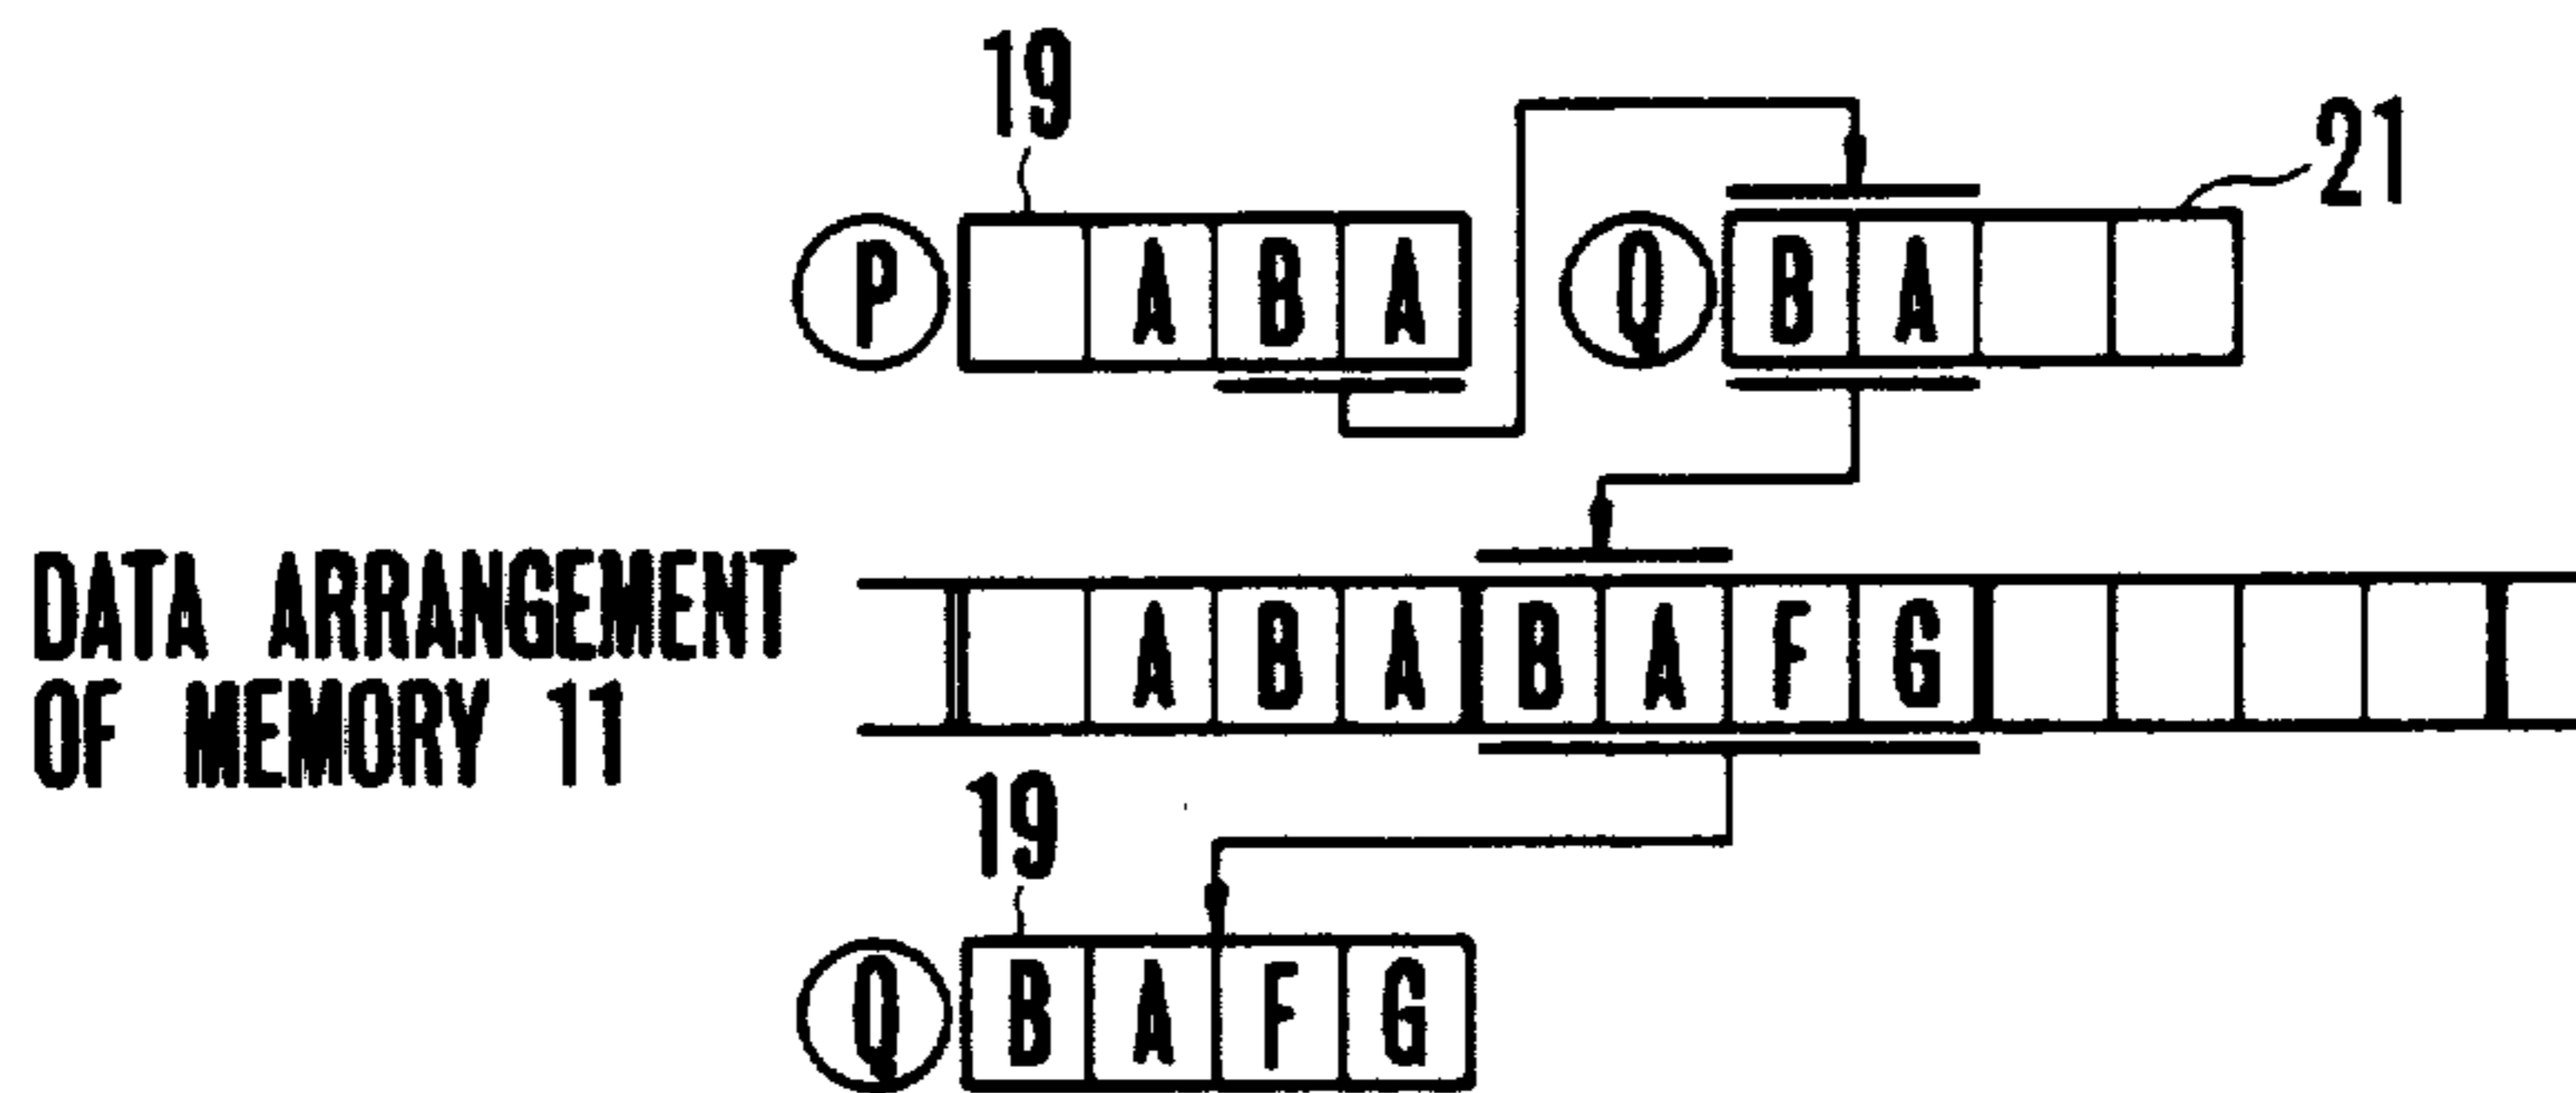 19
21
P A B A Q B A
DATA ARRANGEMENT
OF MEMORY 11
A B A B A F G
19
Q B A F G